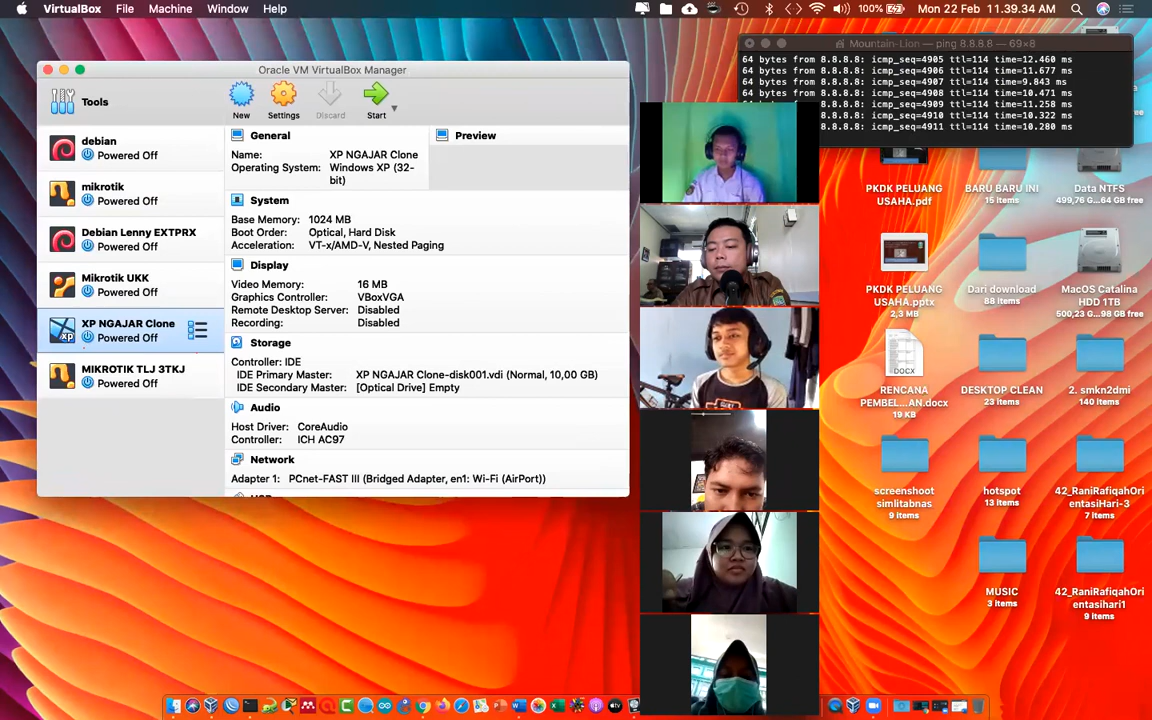 VirtualBox File Machine Window Help
100% Mon 22 Feb 11.39.34 AM
Oracle VM VirtualBox Manager
Tools
New Settings Discard Start
debian
Powered Off
mikrotik
Powered Off
Debian Lenny EXTPRX
Powered Off
Mikrotik UKK
Powered Off
XP NGAJAR Clone
Powered Off
MIKROTIK TLJ 3TKJ
Powered Off
General
Name: XP NGAJAR Clone
Operating System: Windows XP (32-
bit)
Preview
System
Base Memory: 1024 MB
Boot Order: Optical, Hard Disk
Acceleration: VT-x/AMD-V, Nested Paging
Display
Video Memory: 16 MB
Graphics Controller: VBoxVGA
Remote Desktop Server: Disabled
Recording: Disabled
Storage
Controller: IDE
IDE Primary Master: XP NGAJAR Clone-disk001.vdi (Normal, 10,00 GB)
IDE Secondary Master: [Optical Drive] Empty
Audio
Host Driver: CoreAudio
Controller: ICH AC97
Network
Adapter 1: PCnet-FAST III (Bridged Adapter, en1: Wi-Fi (AirPort))
Mountain-Lion — ping 8.8.8.8 — 69×8
64 bytes from 8.8.8.8: icmp_seq=4905 ttl=114 time=12.460 ms
64 bytes from 8.8.8.8: icmp_seq=4906 ttl=114 time=11.677 ms
64 bytes from 8.8.8.8: icmp_seq=4907 ttl=114 time=9.843 ms
64 bytes from 8.8.8.8: icmp_seq=4908 ttl=114 time=10.471 ms
8.8.8.8: icmp_seq=4909 ttl=114 time=11.258 ms
8.8.8.8: icmp_seq=4910 ttl=114 time=10.322 ms
8.8.8.8: icmp_seq=4911 ttl=114 time=10.280 ms
PKDK PELUANG
USAHA.pdf
BARU BARU INI
15 items
Data NTFS
499,76 G...64 GB free
PKDK PELUANG
USAHA.pptx
2,3 MB
Dari download
88 items
MacOS Catalina
HDD 1TB
500,23 G...98 GB free
DOCX
RENCANA
PEMBEL...AN.docx
19 KB
DESKTOP CLEAN
23 items
2. smkn2dmi
140 items
screenshoot
simlitabnas
9 items
hotspot
13 items
42_RaniRafiqahOri
entasiHari-3
7 items
MUSIC
3 items
42_RaniRafiqahOri
entasihari1
9 items